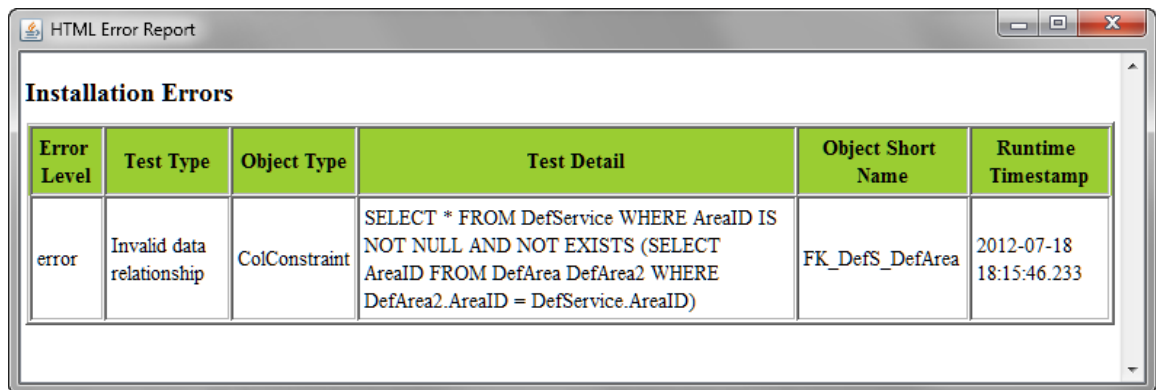 HTML Error Report
Installation Errors
Error Level
Test Type
Object Type
Test Detail
Object Short Name
Runtime Timestamp
error
Invalid data relationship
ColConstraint
SELECT * FROM DefService WHERE AreaID IS
NOT NULL AND NOT EXISTS (SELECT
AreaID FROM DefArea DefArea2 WHERE
DefArea2.AreaID = DefService.AreaID)
FK_DefS_DefArea
2012-07-18
18:15:46.233